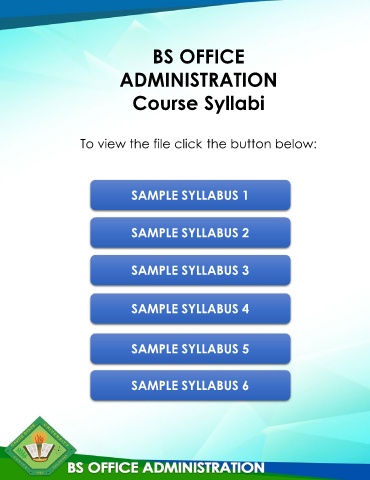 BS OFFICE
ADMINISTRATION
Course Syllabi
To view the file click the button below:
SAMPLE SYLLABUS 1
SAMPLE SYLLABUS 2
SAMPLE SYLLABUS 3
SAMPLE SYLLABUS 4
SAMPLE SYLLABUS 5
SAMPLE SYLLABUS 6
BS OFFICE ADMINISTRATION